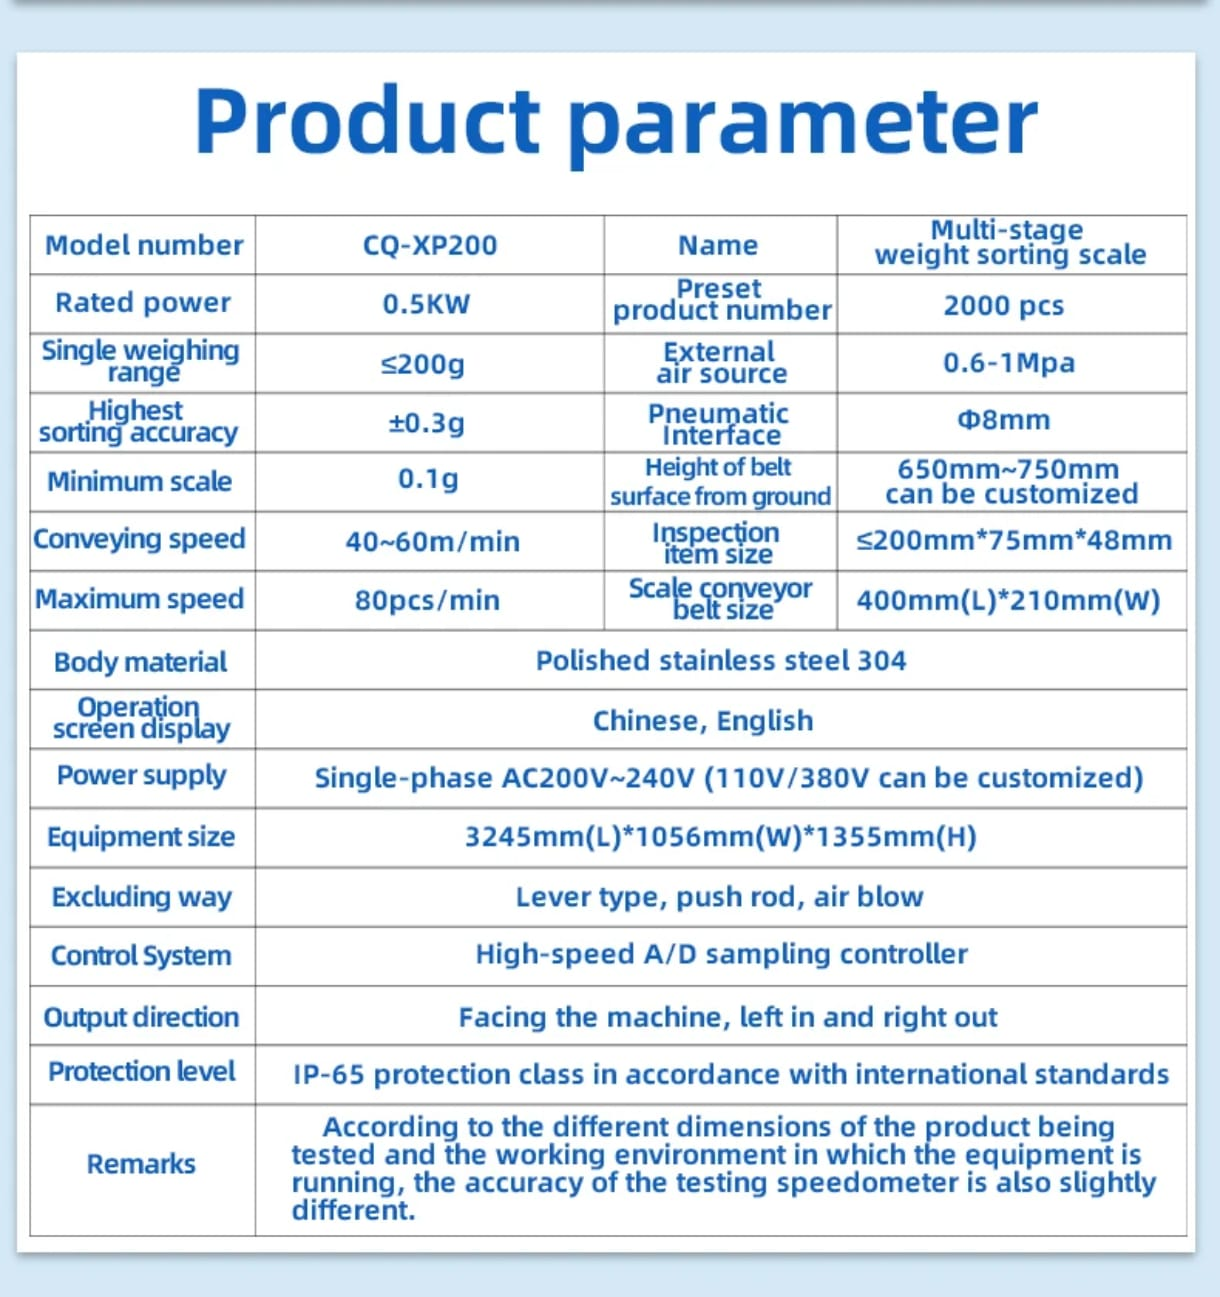 Product parameter
Model number
CQ-XP200
Name
Multi-stage
weight sorting scale
Rated power
0.5KW
Preset
product number
2000 pcs
Single weighing
range
≤200g
External
air source
0.6-1Mpa
Highest
sorting accuracy
±0.3g
Pneumatic
Interface
Φ8mm
Minimum scale
0.1g
Height of belt
surface from ground
650mm~750mm
can be customized
Conveying speed
40~60m/min
Inspection
item size
≤200mm*75mm*48mm
Maximum speed
80pcs/min
Scale conveyor
belt size
400mm(L)*210mm(W)
Body material
Polished stainless steel 304
Operation
screen display
Chinese, English
Power supply
Single-phase AC200V~240V (110V/380V can be customized)
Equipment size
3245mm(L)*1056mm(W)*1355mm(H)
Excluding way
Lever type, push rod, air blow
Control System
High-speed A/D sampling controller
Output direction
Facing the machine, left in and right out
Protection level
IP-65 protection class in accordance with international standards
Remarks
According to the different dimensions of the product being
tested and the working environment in which the equipment is
running, the accuracy of the testing speedometer is also slightly
different.